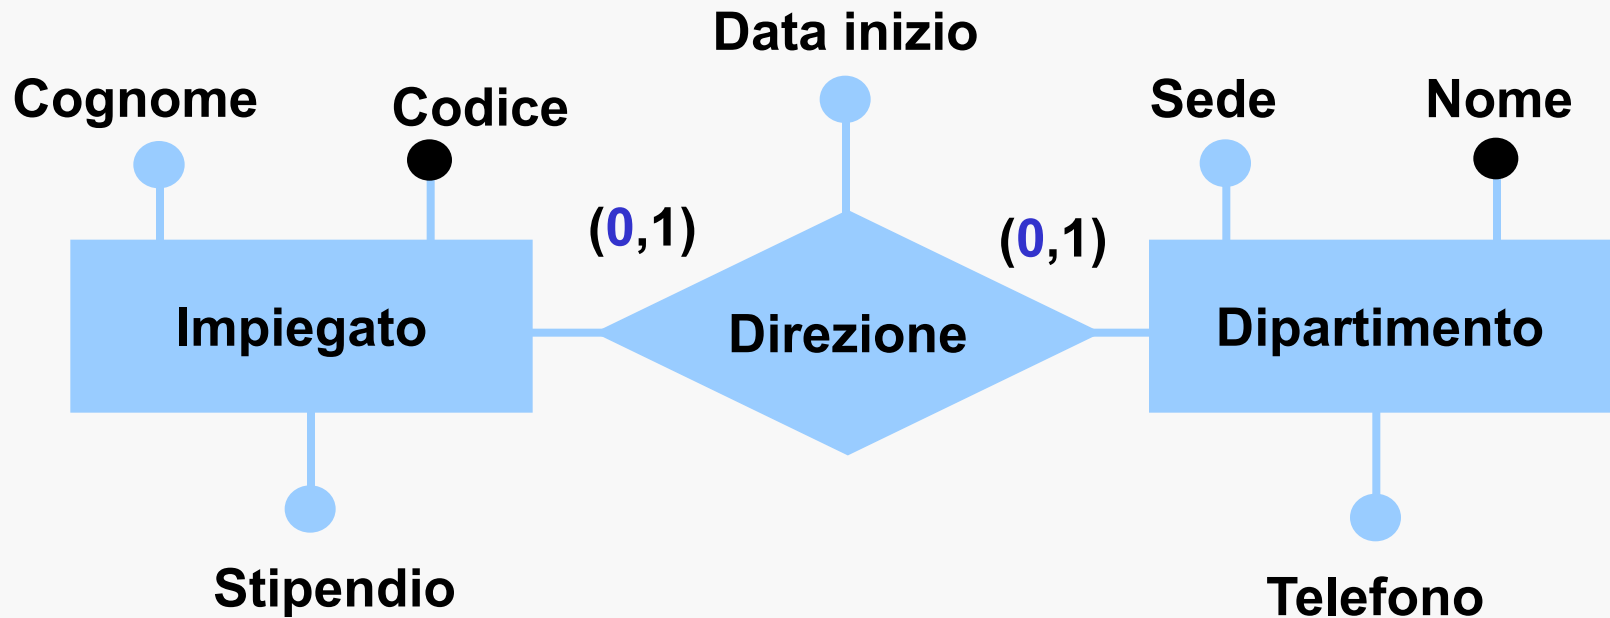 Data inizio
Cognome
Codice
Sede
Nome
(0,1)
(0,1)
Impiegato
Direzione
Dipartimento
Stipendio
Telefono